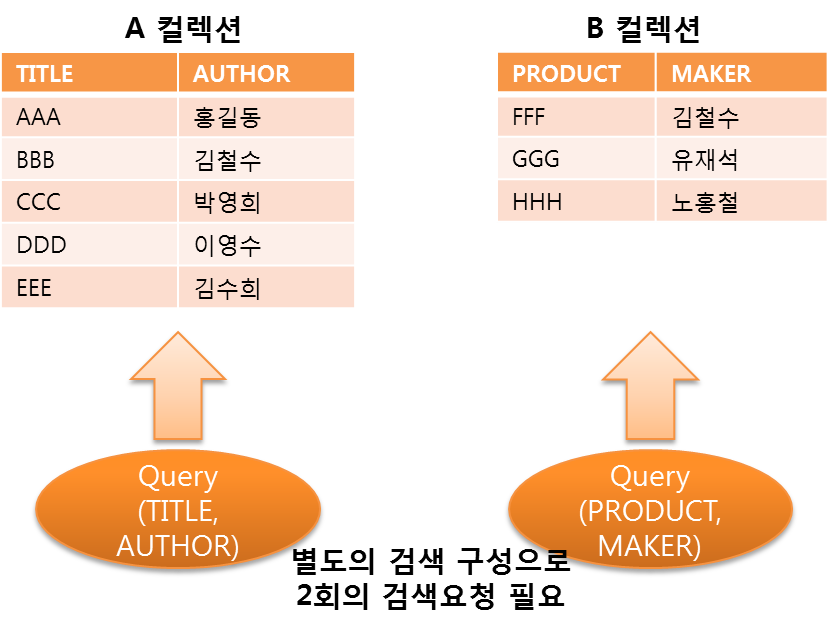 A 컬렉션
TITLE AUTHOR
AAA 홍길동
BBB 김철수
CCC 박영희
DDD 이영수
EEE 김수희
B 컬렉션
PRODUCT MAKER
FFF 김철수
GGG 유재석
HHH 노홍철
Query
(TITLE,
AUTHOR)
Query
(PRODUCT,
MAKER)
별도의 검색 구성으로
2회의 검색요청 필요